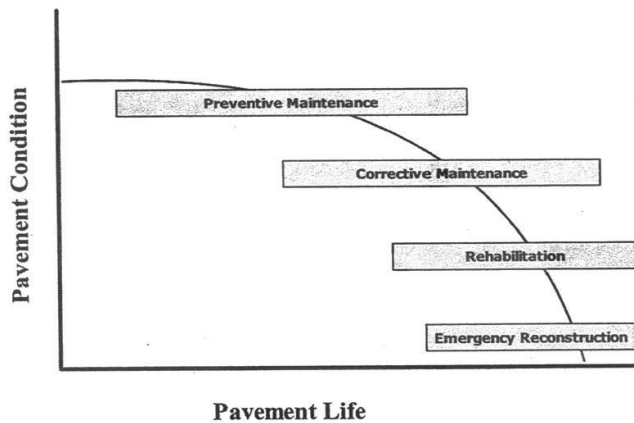 Pavement Condition
Preventive Maintenance
Corrective Maintenance
Rehabilitation
Emergency Reconstruction
Pavement Life